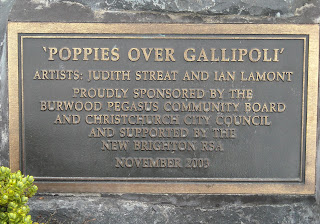 'POPPIES OVER GALLIPOLI'
ARTISTS: JUDITH STREAT AND IAN LAMONT
PROUDLY SPONSORED BY THE
BURWOOD PEGASUS COMMUNITY BOARD
AND CHRISTCHURCH CITY COUNCIL
AND SUPPORTED BY THE
NEW BRIGHTON RSA
NOVEMBER 2003